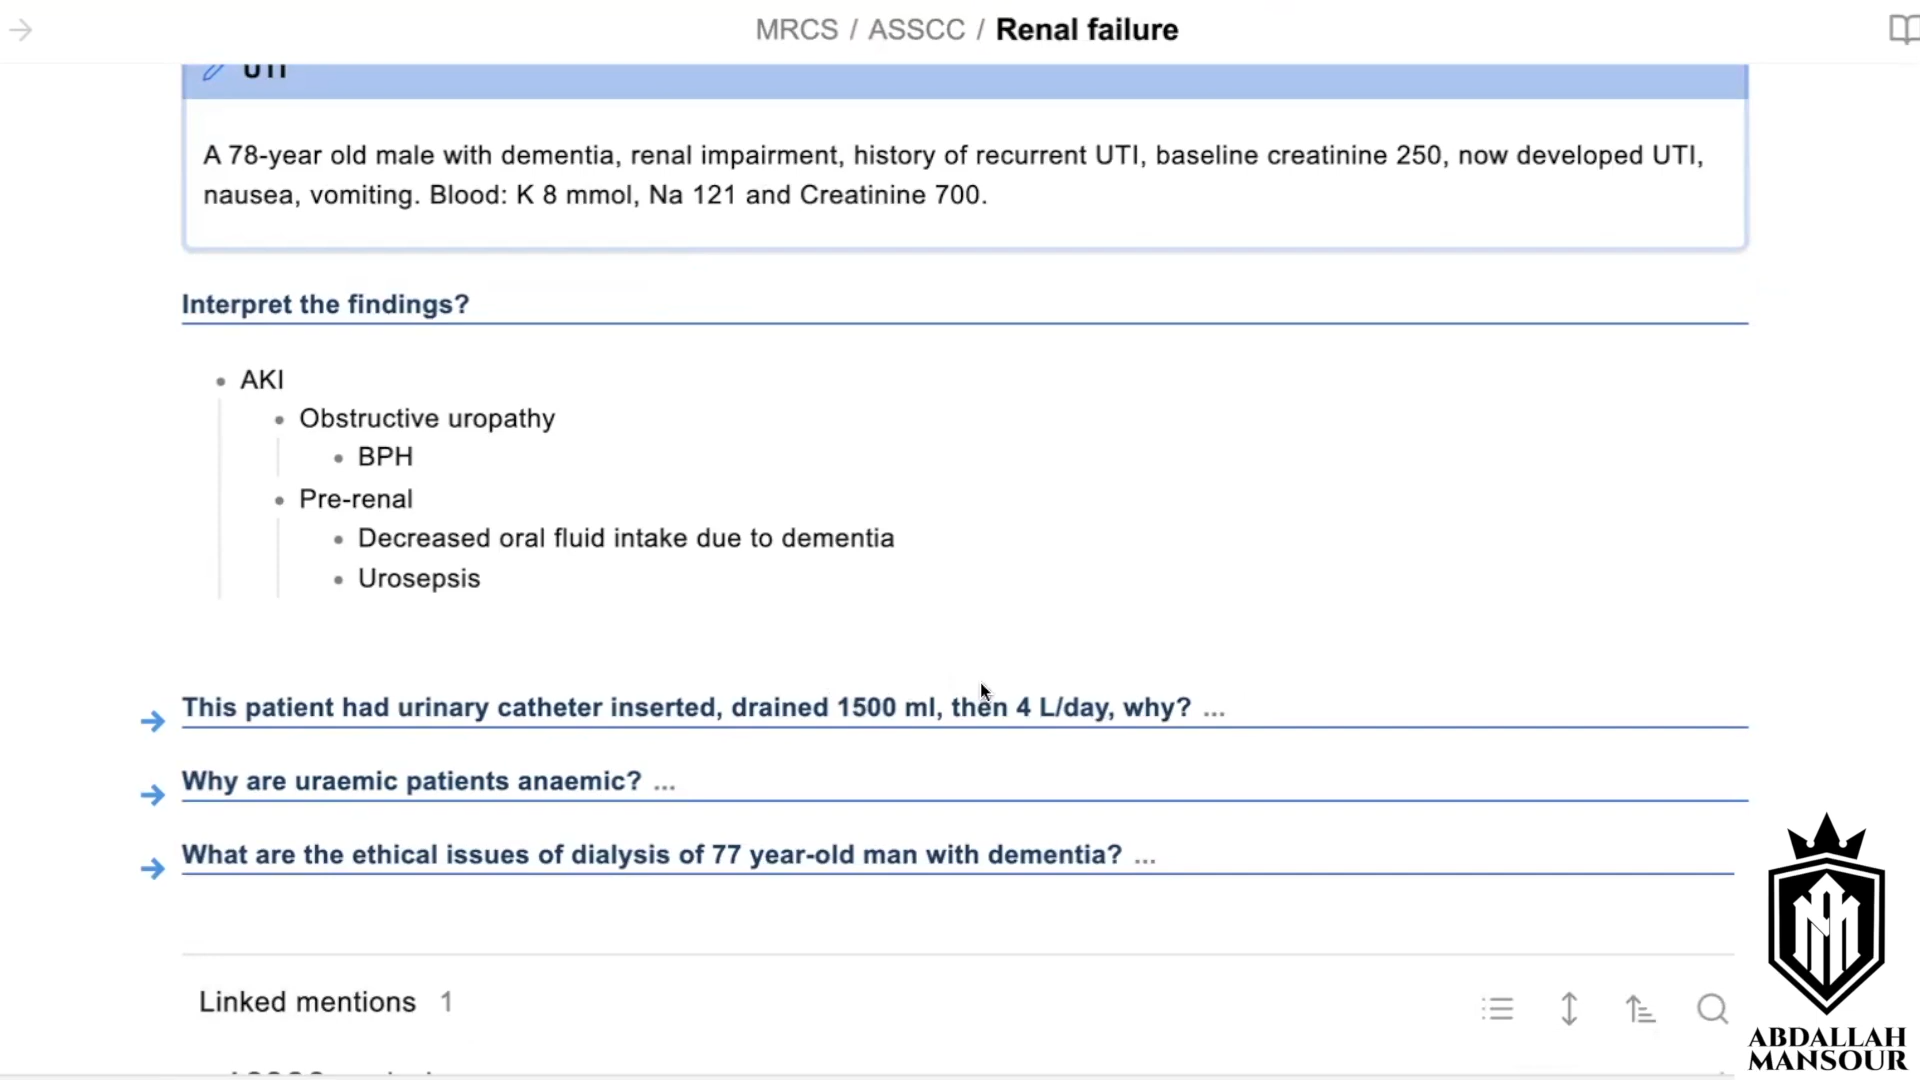 MRCS / ASSCC / Renal failure
UTI
A 78-year old male with dementia, renal impairment, history of recurrent UTI, baseline creatinine 250, now developed UTI,
nausea, vomiting. Blood: K 8 mmol, Na 121 and Creatinine 700.
Interpret the findings?
AKI
Obstructive uropathy
BPH
Pre-renal
Decreased oral fluid intake due to dementia
Urosepsis
This patient had urinary catheter inserted, drained 1500 ml, then 4 L/day, why? ...
Why are uraemic patients anaemic? ...
What are the ethical issues of dialysis of 77 year-old man with dementia? ...
Linked mentions 1
ABDALLAH
MANSOUR